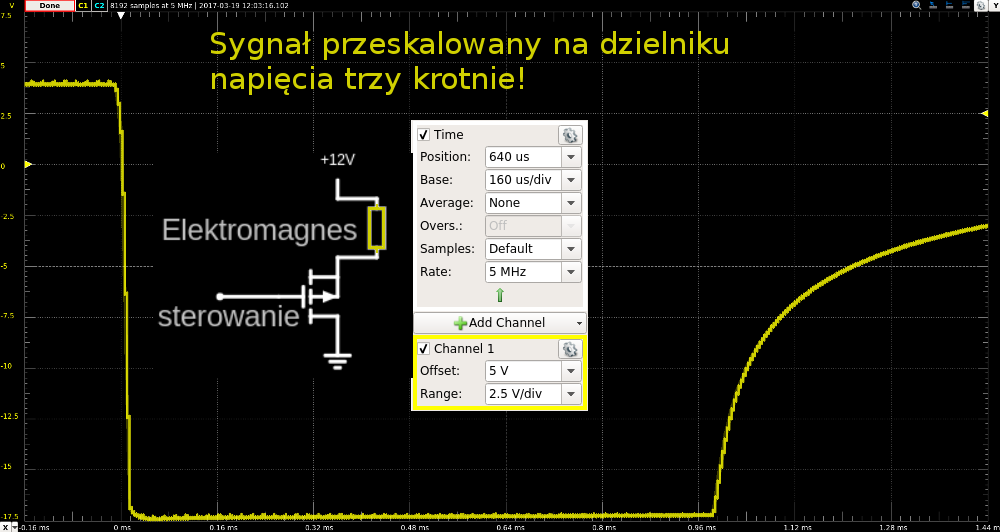 V Done C1 C2 8192 samples at 5 MHz | 2017-03-19 12:03:16.102 Y
7.5
Sygnał przeskalowany na dzielniku
napięcia trzy krotnie!
5
2.5
0
-2.5
-5
-7.5
-10
-12.5
-15
-17.5
+12V
Elektromagnes
sterowanie
Time
Position: 640 us
Base: 160 us/div
Average: None
Overs.: Off
Samples: Default
Rate: 5 MHz
Add Channel
Channel 1
Offset: 5 V
Range: 2.5 V/div
X -0.16 ms 0 ms 0.16 ms 0.32 ms 0.48 ms 0.64 ms 0.8 ms 0.96 ms 1.12 ms 1.28 ms 1.44 ms